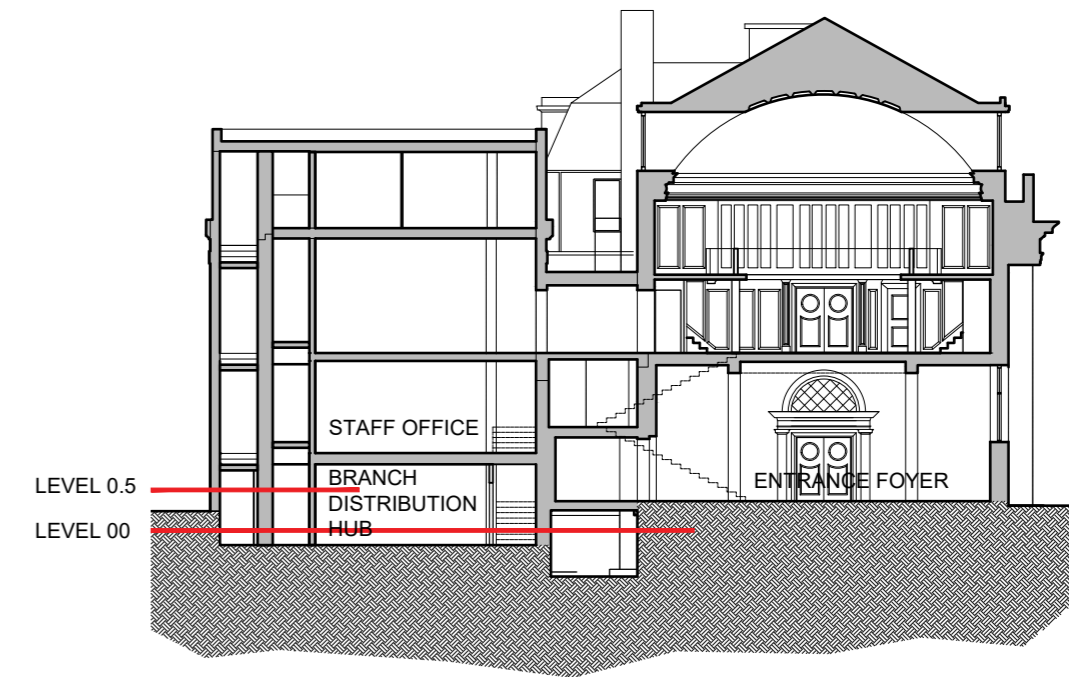 STAFF OFFICE
LEVEL 0.5
BRANCH
DISTRIBUTION
HUB
ENTRANCE FOYER
LEVEL 00